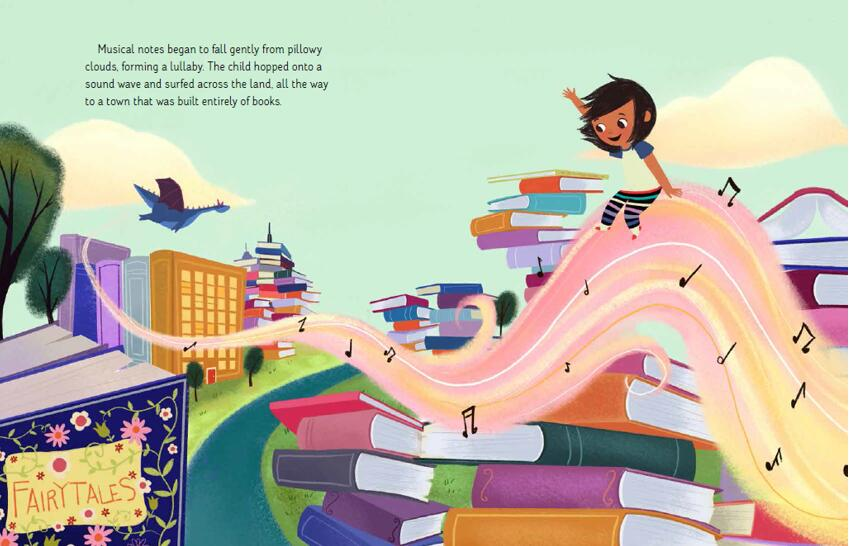 Musical notes began to fall gently from pillowy
clouds, forming a lullaby. The child hopped onto a
sound wave and surfed across the land, all the way
to a town that was built entirely of books.
FAIRYTALES